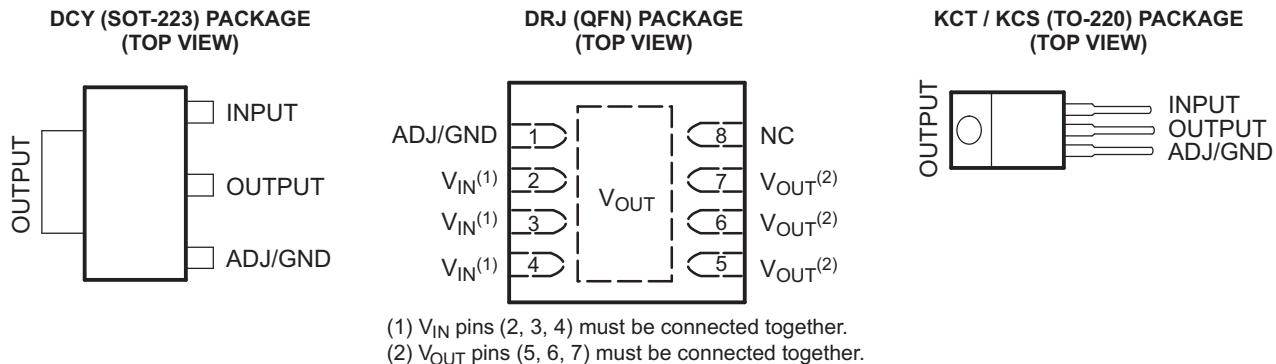 DCY (SOT-223) PACKAGE
(TOP VIEW)
OUTPUT
INPUT
OUTPUT
ADJ/GND
DRJ (QFN) PACKAGE
(TOP VIEW)
ADJ/GND 1 8 NC
VIN(1) 2 7 VOUT(2)
VOUT
VIN(1) 3 6 VOUT(2)
VIN(1) 4 5 VOUT(2)
(1) VIN pins (2, 3, 4) must be connected together.
(2) VOUT pins (5, 6, 7) must be connected together.
KCT / KCS (TO-220) PACKAGE
(TOP VIEW)
OUTPUT
INPUT
OUTPUT
ADJ/GND